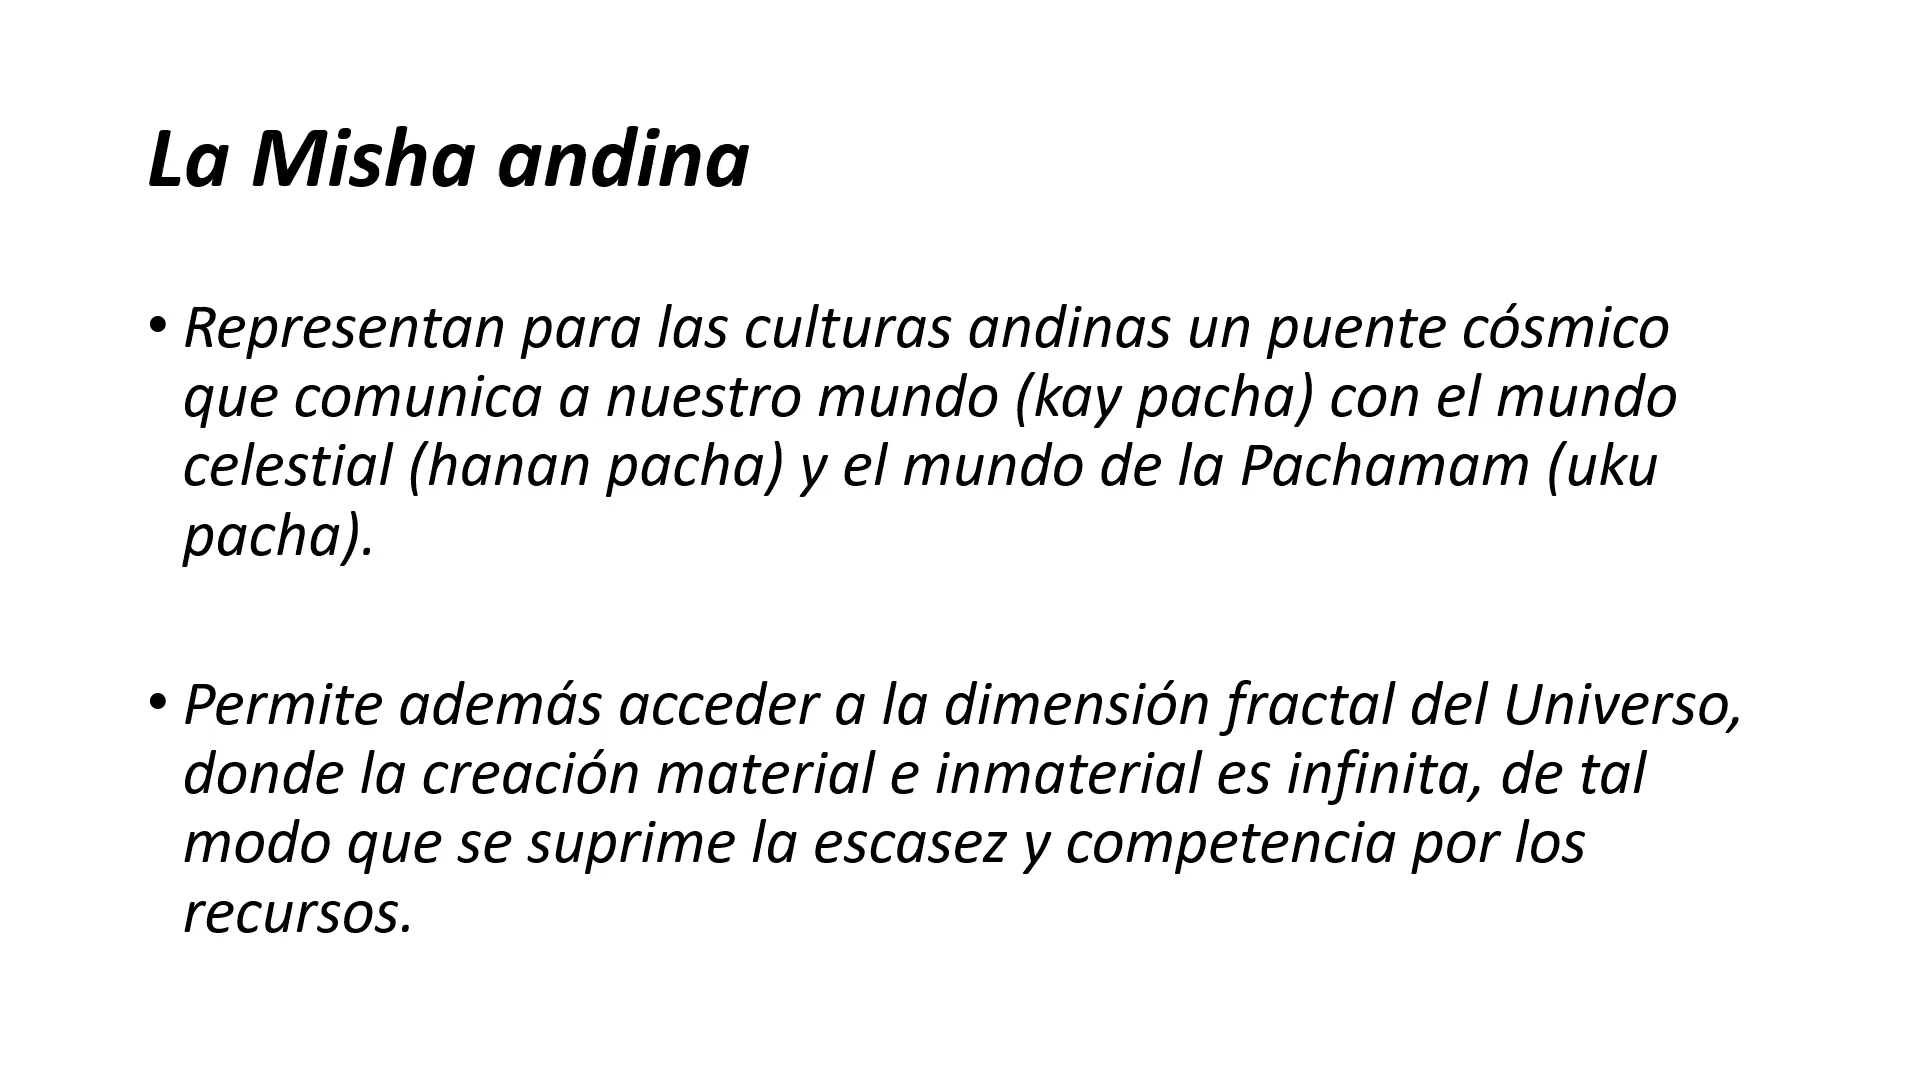 La Misha andina
• Representan para las culturas andinas un puente cósmico
que comunica a nuestro mundo (kay pacha) con el mundo
celestial (hanan pacha) y el mundo de la Pachamam (uku
pacha).
• Permite además acceder a la dimensión fractal del Universo,
donde la creación material e inmaterial es infinita, de tal
modo que se suprime la escasez y competencia por los
recursos.